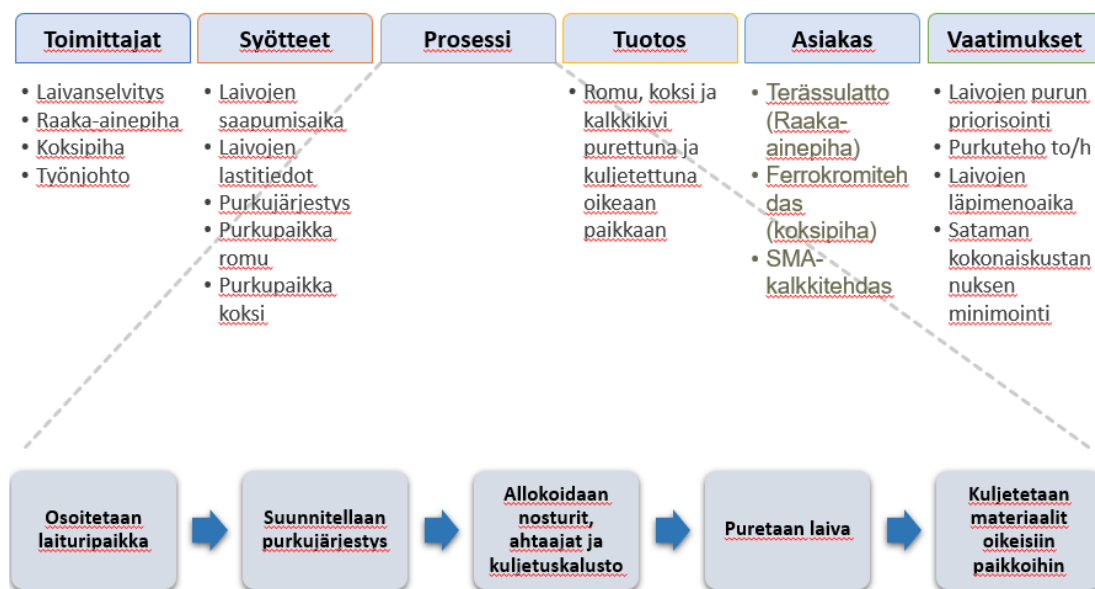 Toimittajat
Syötteet
Prosessi
Tuotos
Asiakas
Vaatimukset
• Laivanselvitys
• Raaka-ainepiha
• Koksipiha
• Työnjohto
• Laivojen
saapumisaika
• Laivojen
lastitiedot
• Purkujärjestys
• Purkupaikka
romu
• Purkupaikka
koksi
• Romu, koksi ja
kalkkikivi
purettuna ja
kuljetettuna
oikeaan
paikkaan
• Terässulatto
(Raaka-
ainepiha)
• Ferrokromiteh
das
(koksipiha)
• SMA-
kalkkitehdas
• Laivojen purun
priorisointi
• Purkuteho to/h
• Laivojen
läpimenoaika
• Sataman
kokonaiskustan
nuksen
minimointi
Osoitetaan
laituripaikka
Suunnitellaan
purkujärjestys
Allokoidaan
nosturit,
ahtaajat ja
kuljetuskalusto
Puretaan laiva
Kuljetetaan
materiaalit
oikeisiin
paikkoihin